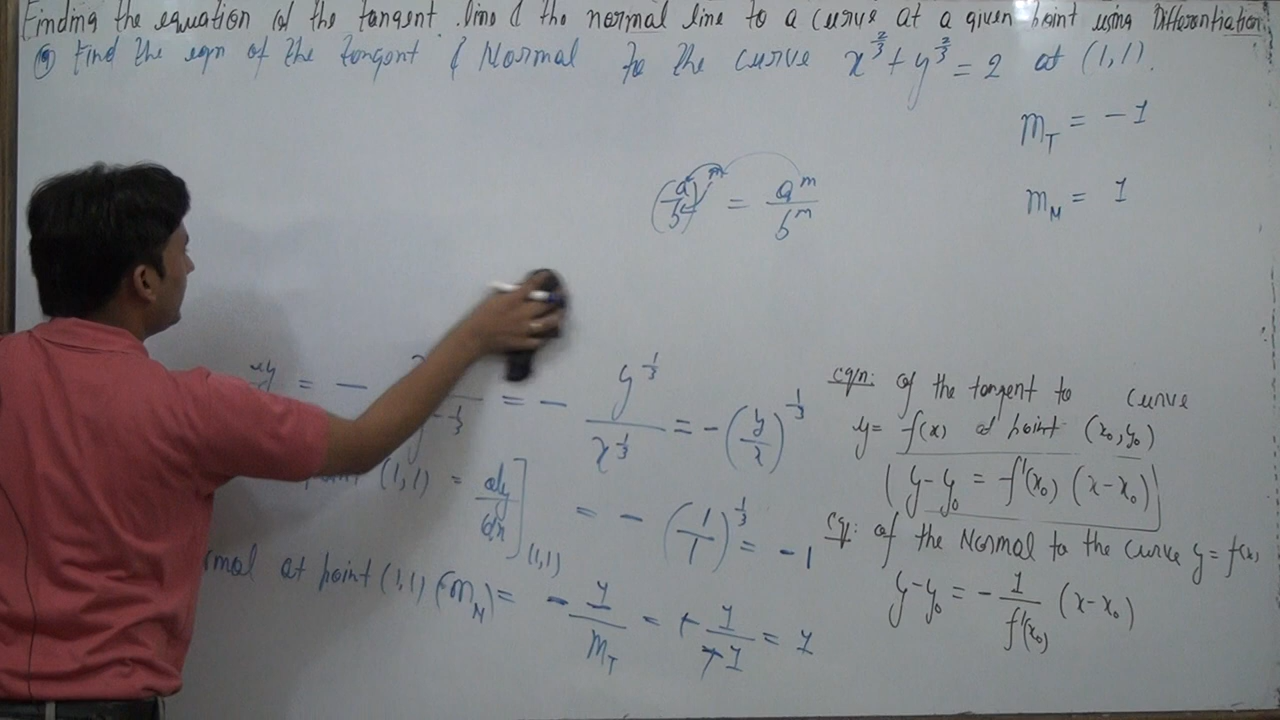 Finding the equation of the tangent line & the normal line to a curve at a given point using Differentiation
Q) Find the eqn of the tangent & Normal to the curve x^{2/3} + y^{2/3} = 2 at (1,1).
m_T = -1
m_N = 1
(a/b)^m = a^m / b^m
= - = - y^{1/3} / x^{1/3} = -(y/x)^{1/3}
point (1,1) = dy/dx](1,1) = -(1/1)^{1/3} = -1
mal at point (1,1) (m_N) = -1/m_T = +1/+1 = 1
eqn: of the tangent to curve
y = f(x) at point (x₀, y₀)
y-y₀ = f'(x₀) (x-x₀)
eq: of the Normal to the curve y = f(x)
y-y₀ = -1/f'(x₀) (x-x₀)